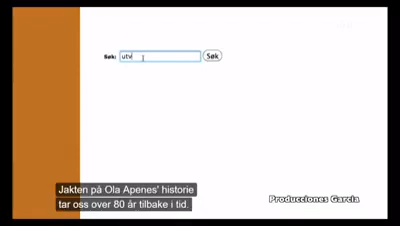 Søk: utv Søk
Jakten på Ola Apenes' historie
tar oss over 80 år tilbake i tid.
Producciones Garcia